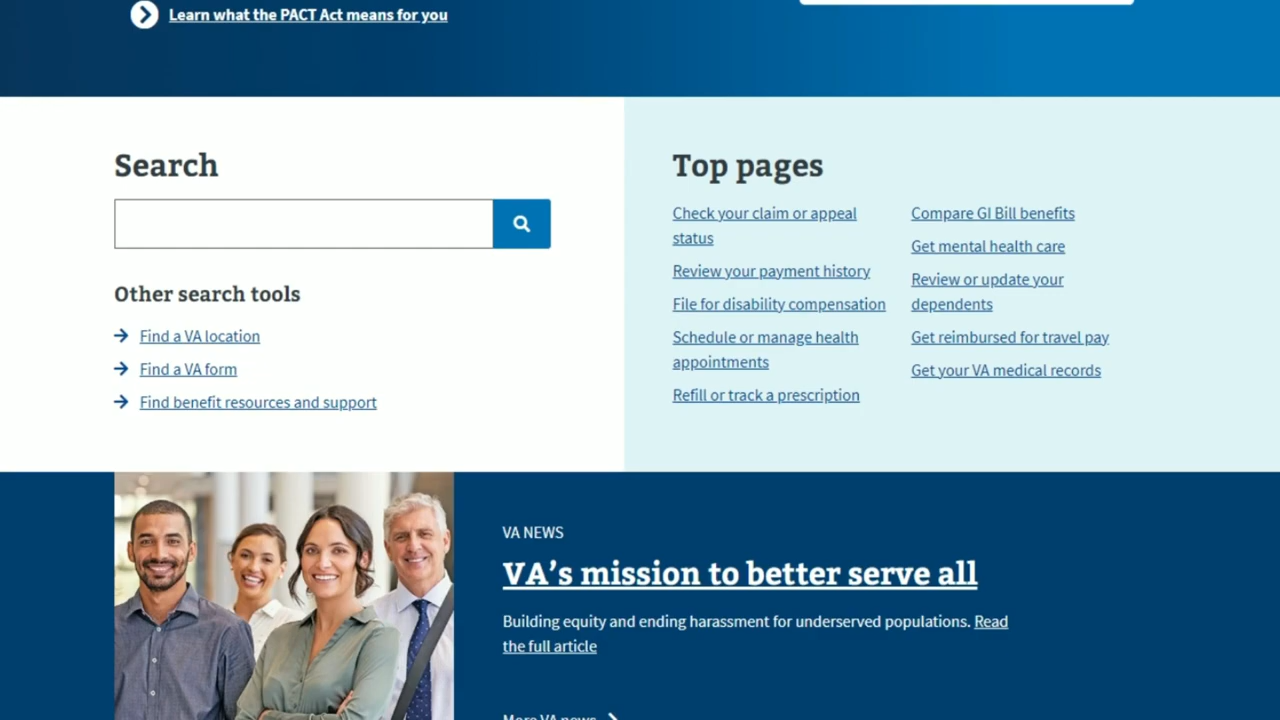 Learn what the PACT Act means for you
Search
Other search tools
Find a VA location
Find a VA form
Find benefit resources and support
Top pages
Check your claim or appeal
status
Review your payment history
File for disability compensation
Schedule or manage health
appointments
Refill or track a prescription
Compare GI Bill benefits
Get mental health care
Review or update your
dependents
Get reimbursed for travel pay
Get your VA medical records
VA NEWS
VA's mission to better serve all
Building equity and ending harassment for underserved populations. Read
the full article
More VA news